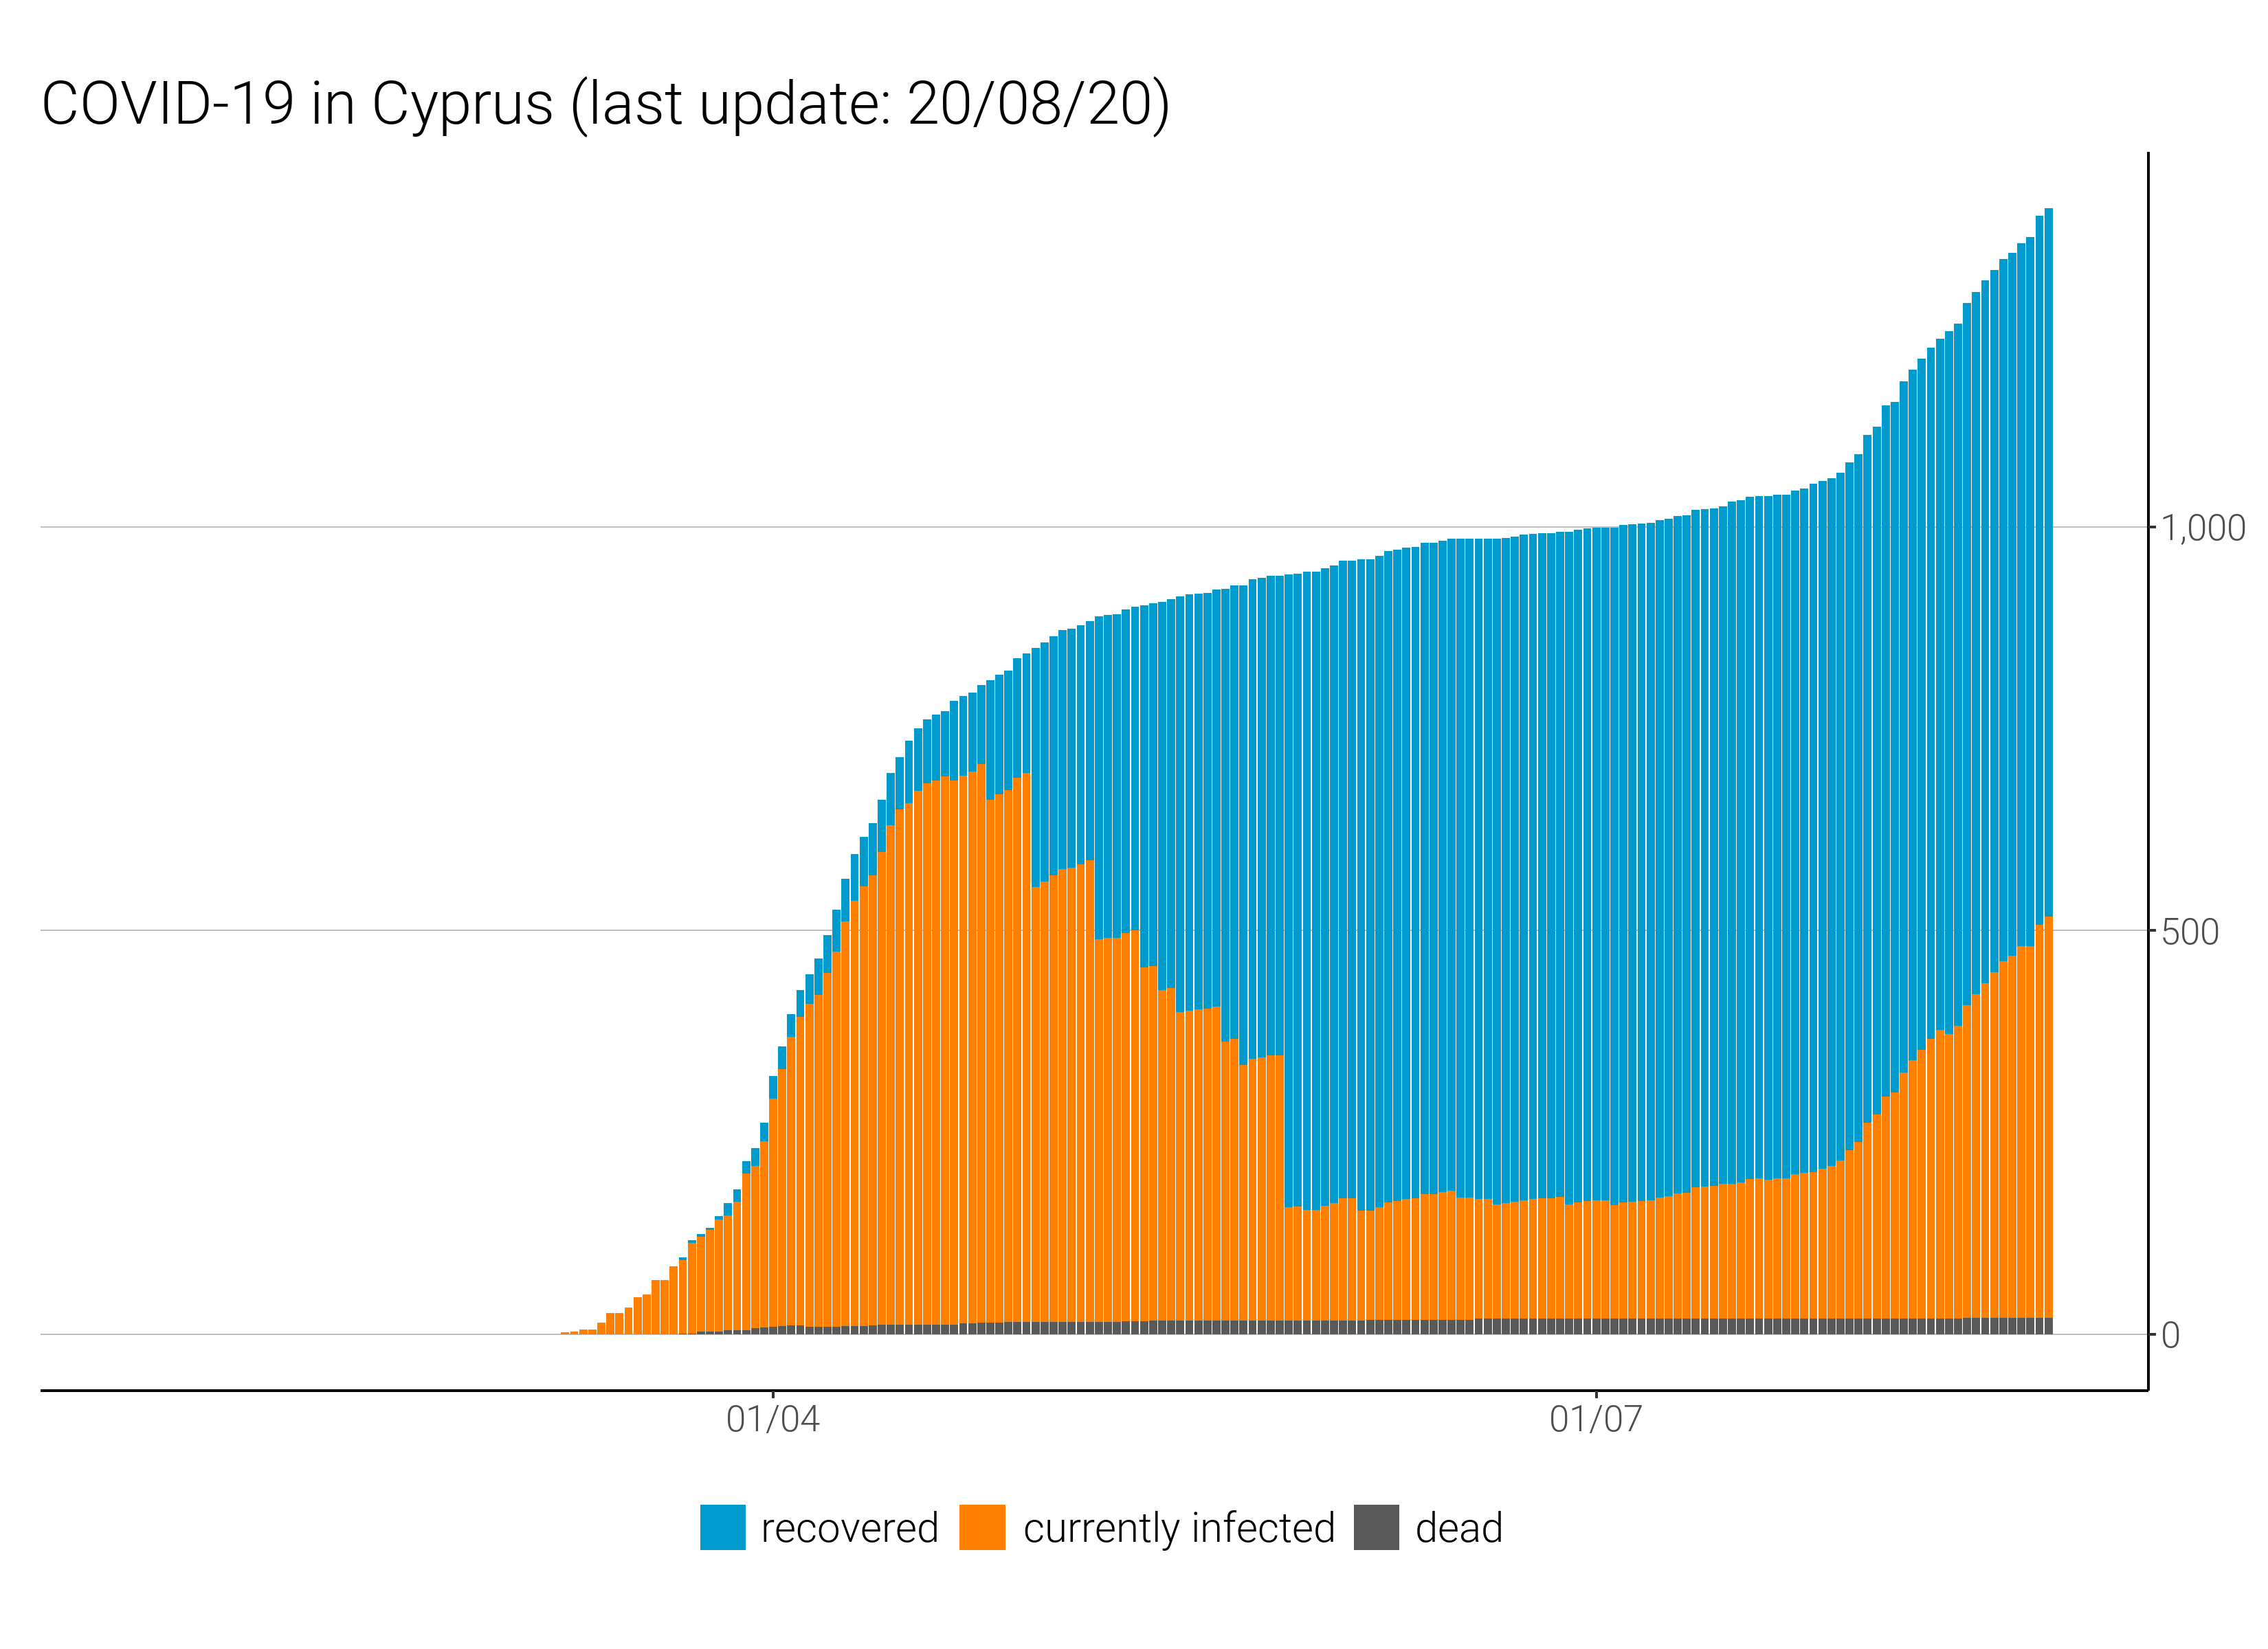 COVID-19 in Cyprus (last update: 20/08/20)
1,000
500
0
01/04 01/07
recovered currently infected dead